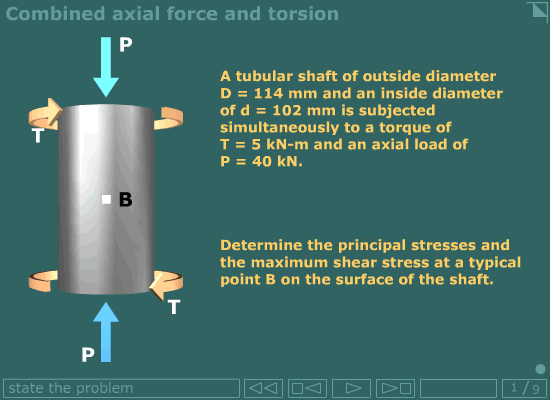 Combined axial force and torsion
P
A tubular shaft of outside diameter
D = 114 mm and an inside diameter
of d = 102 mm is subjected
simultaneously to a torque of
T = 5 kN-m and an axial load of
P = 40 kN.
T
B
Determine the principal stresses and
the maximum shear stress at a typical
point B on the surface of the shaft.
T
P
state the problem
1 / 9